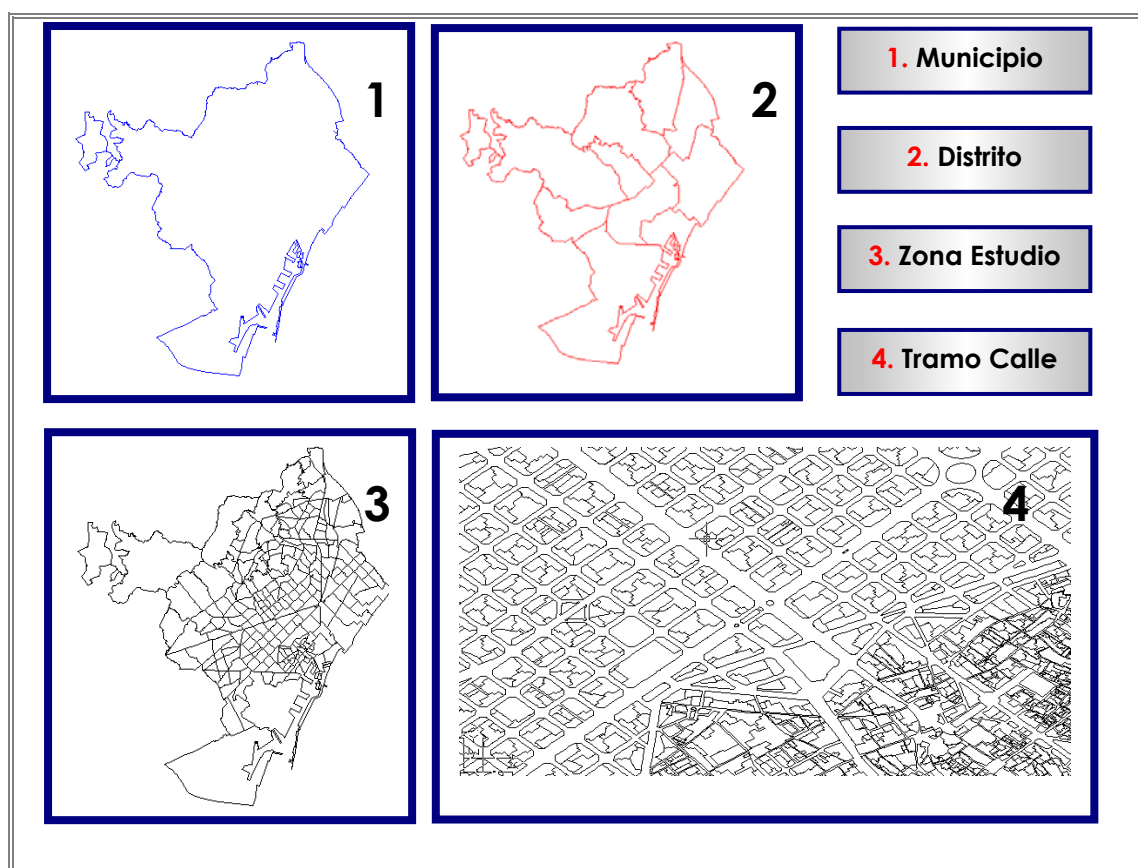 1
2
1. Municipio
2. Distrito
3. Zona Estudio
4. Tramo Calle
3
4